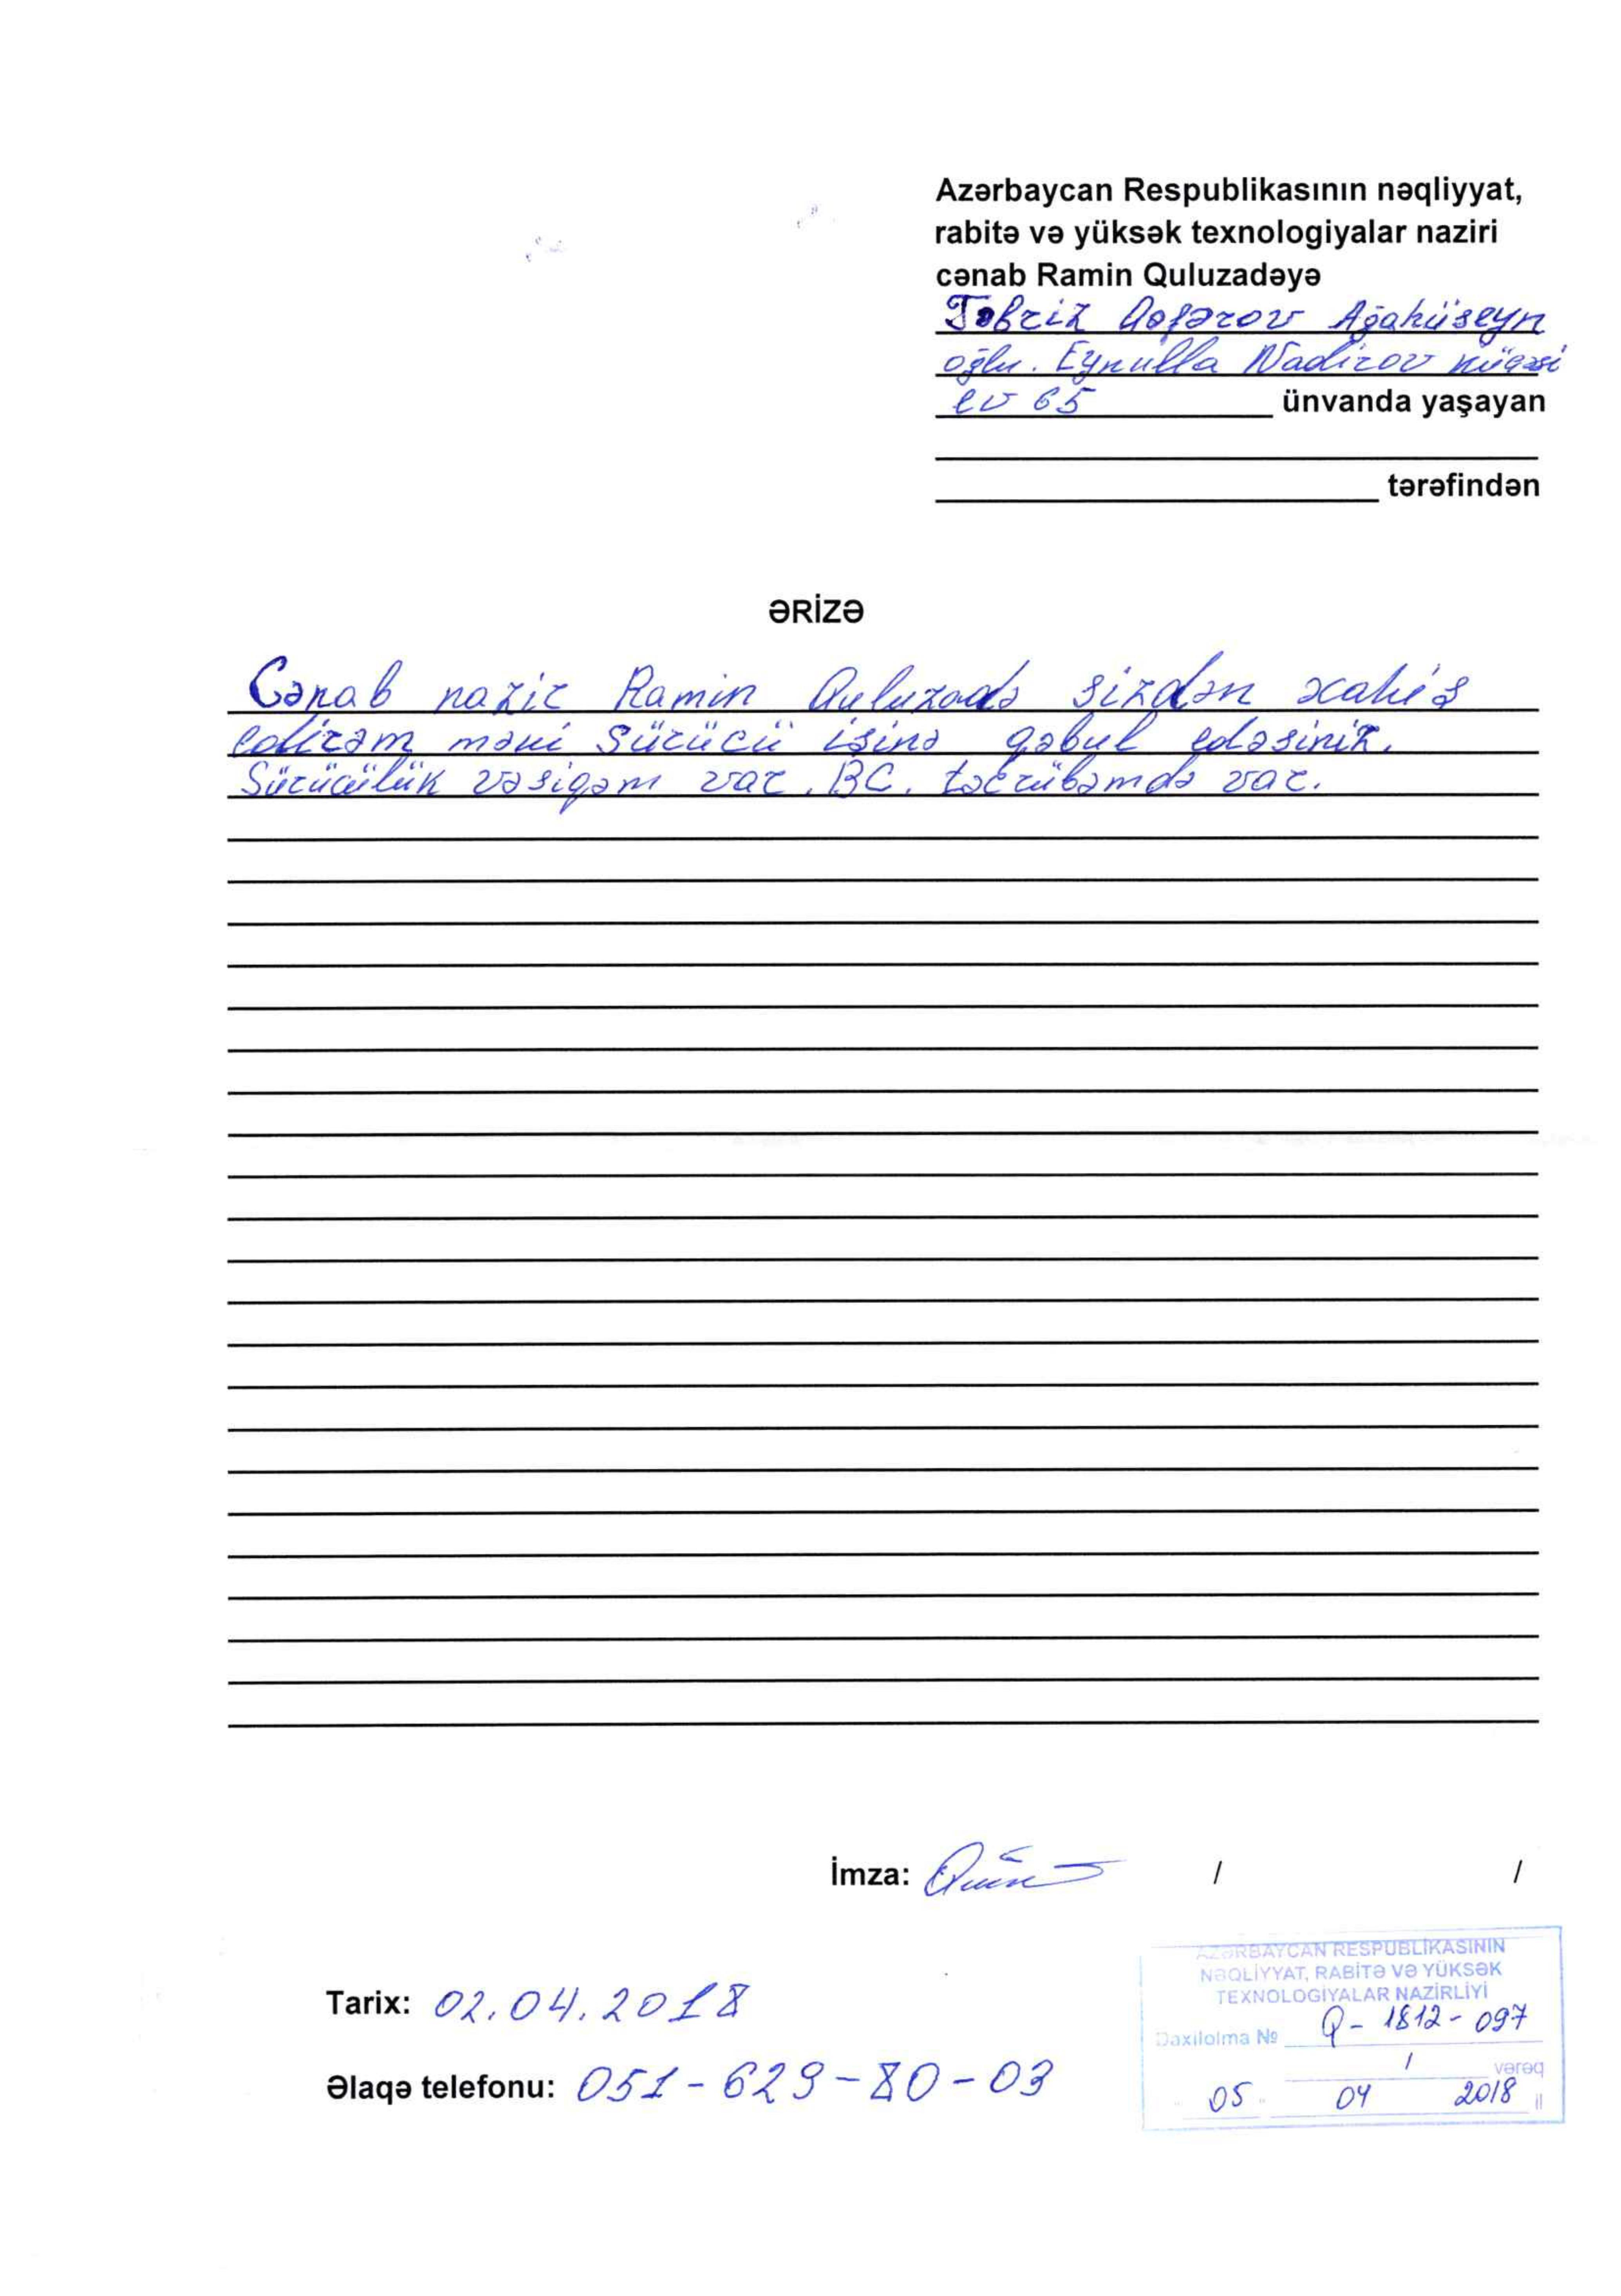 Azərbaycan Respublikasının nəqliyyat,
rabitə və yüksək texnologiyalar naziri
cənab Ramin Quluzadəyə
Təbriz Qafarov Ağahüseyn
oğlu. Eynulla Nadirov
ev 65 ünvanda yaşayan
tərəfindən
ƏRİZƏ
Cənab nazir Ramin Quluzadə sizdən xahiş
edirəm məni sürücü işinə qəbul edəsiniz.
Sürücülük vəsiqəm var. BC. təcrübəmdə var.
İmza: / /
AZƏRBAYCAN RESPUBLİKASININ
NƏQLİYYAT, RABİTƏ VƏ YÜKSƏK
TEXNOLOGİYALAR NAZİRLİYİ
Daxilolma № Q- 1812- 097
1 vərəq
05 04 2018 il
Tarix: 02.04.2018
Əlaqə telefonu: 051-629-80-03